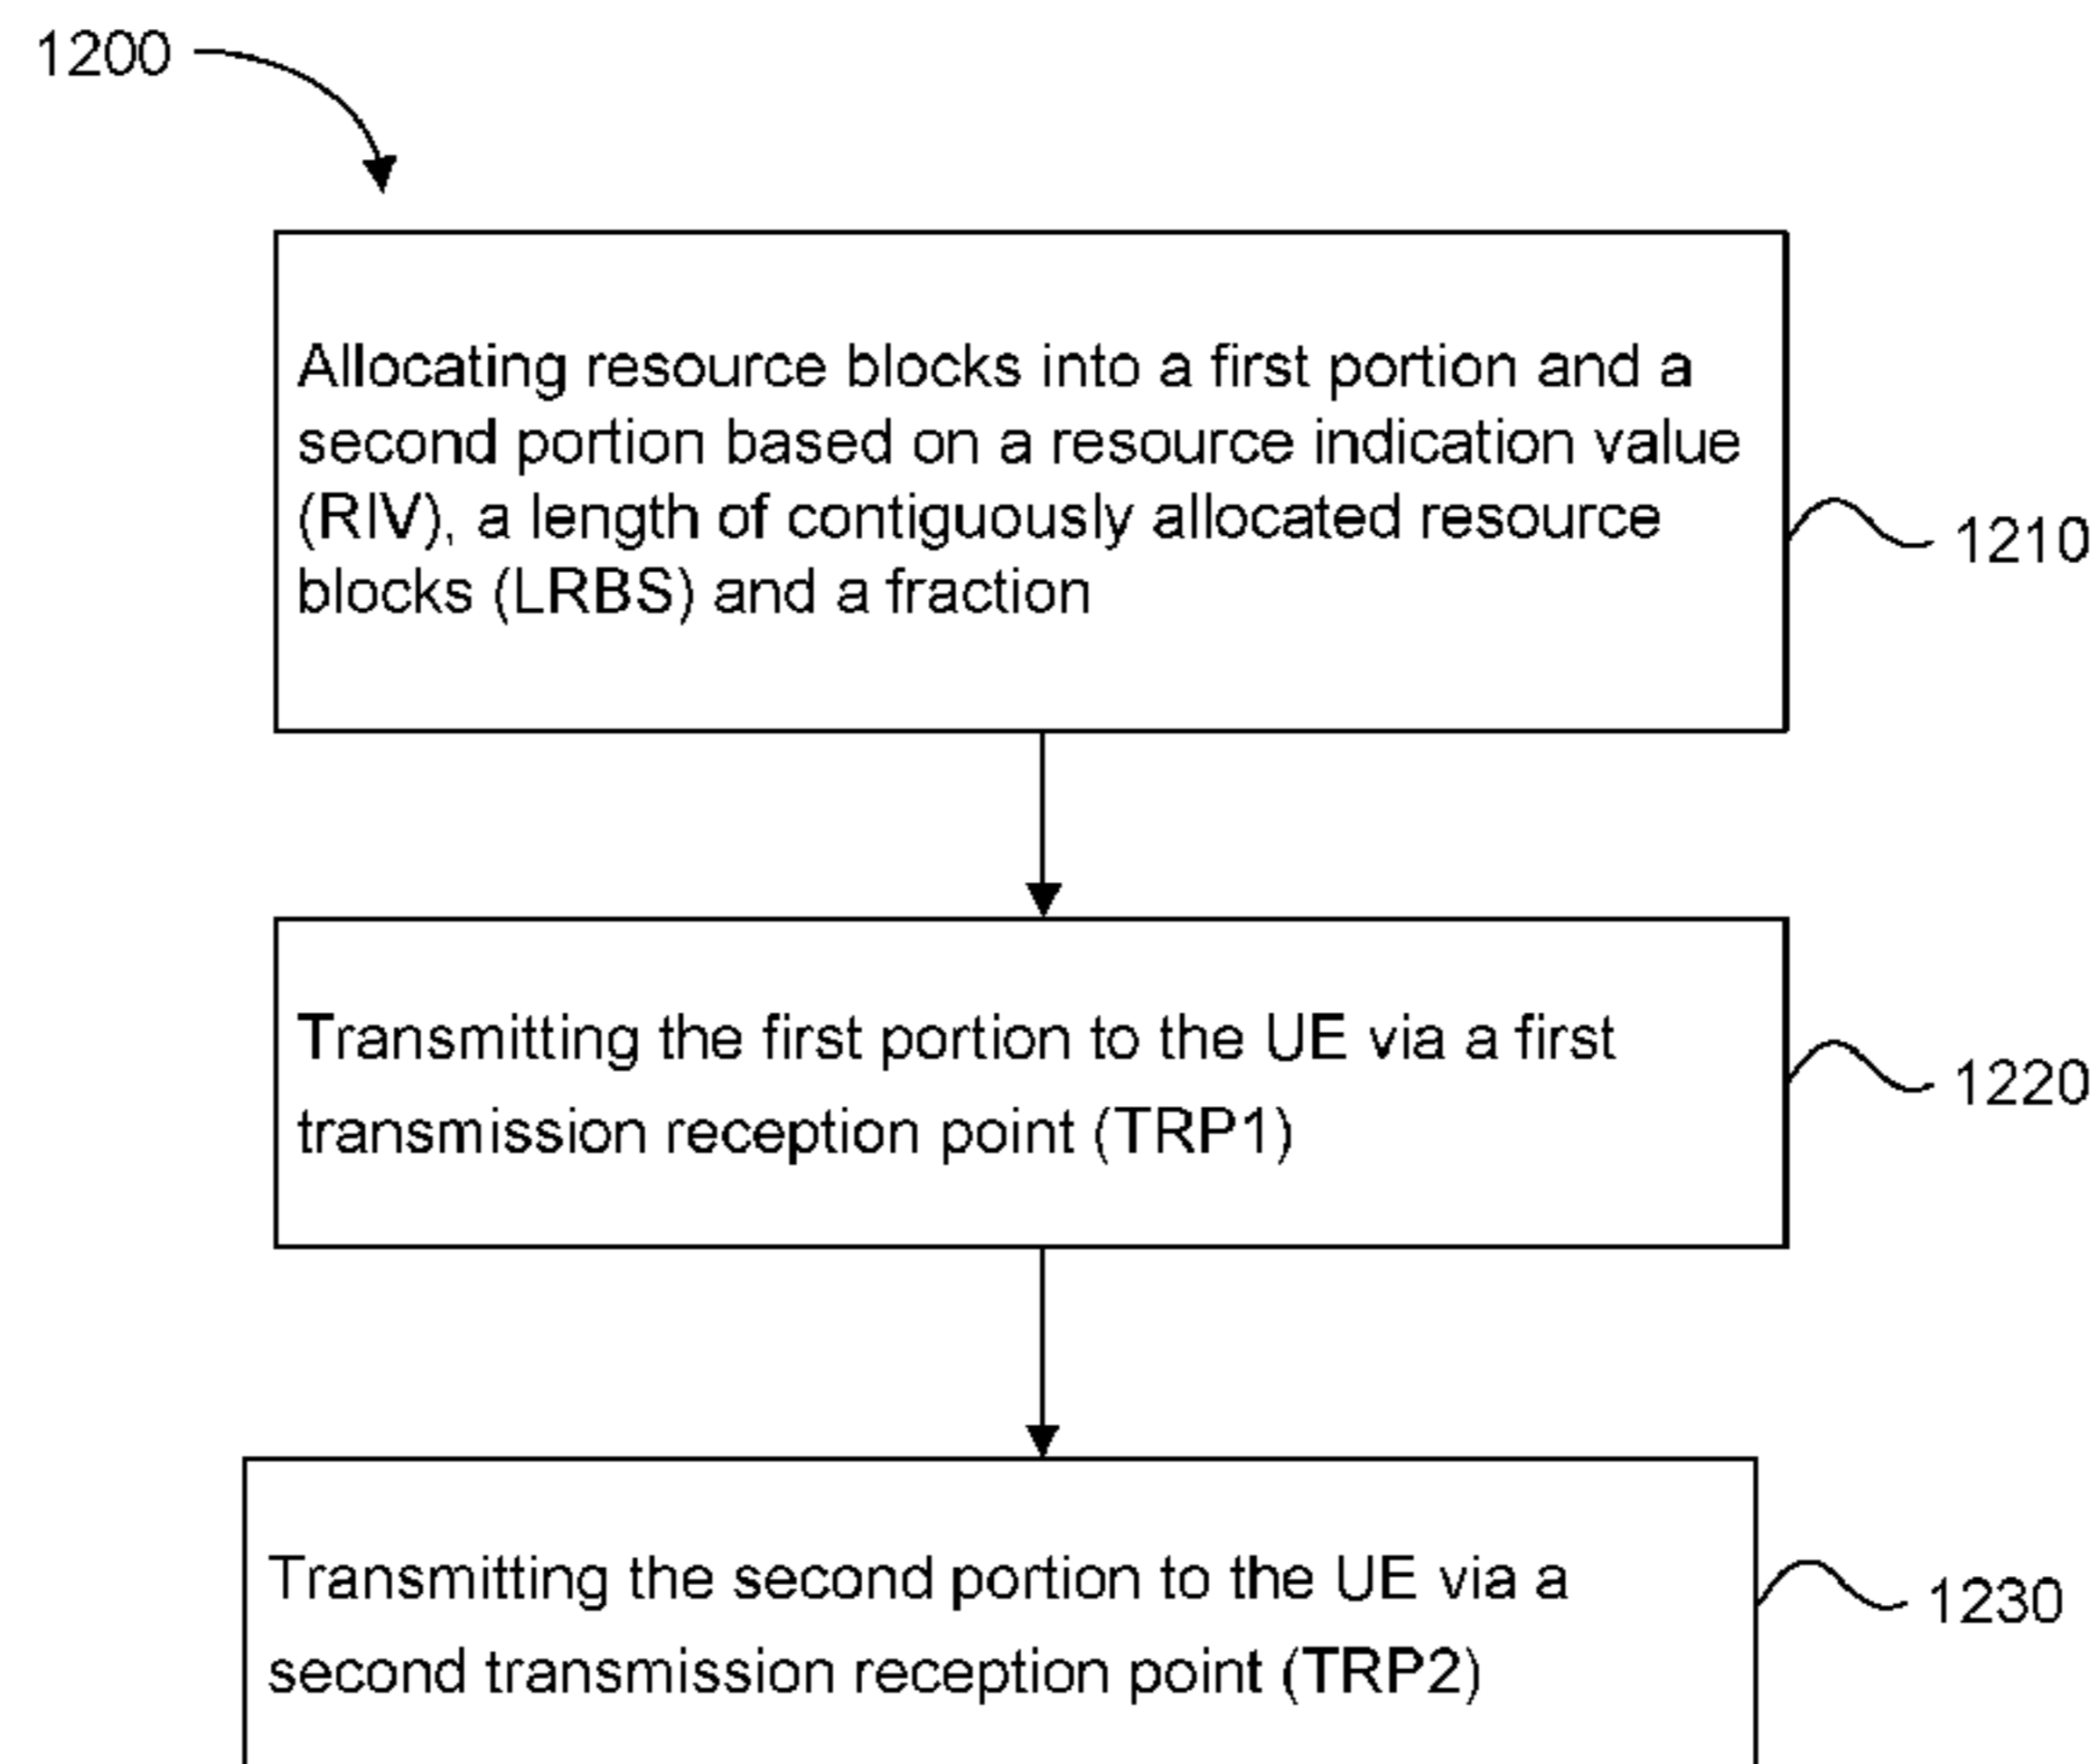 1200
Allocating resource blocks into a first portion and a
second portion based on a resource indication value
(RIV), a length of contiguously allocated resource
blocks (LRBS) and a fraction
1210
Transmitting the first portion to the UE via a first
transmission reception point (TRP1)
1220
Transmitting the second portion to the UE via a
second transmission reception point (TRP2)
1230